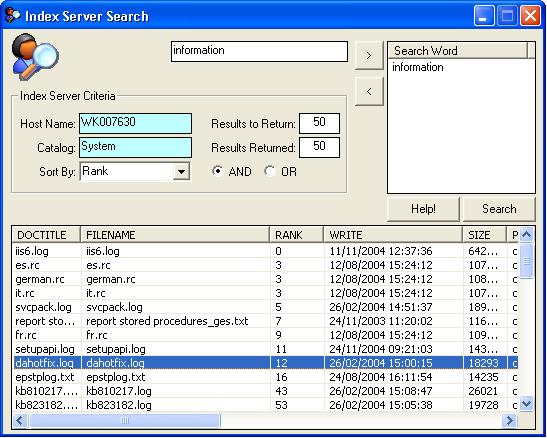 Index Server Search
information
>
Search Word
information
<
Index Server Criteria
Host Name: WK007630 Results to Return: 50
Catalog: System Results Returned: 50
Sort By: Rank AND OR
Help! Search
DOCTITLE FILENAME RANK WRITE SIZE P
iis6.log iis6.log 0 11/11/2004 12:37:36 642... c
es.rc es.rc 3 12/08/2004 15:24:12 107... c
german.rc german.rc 3 12/08/2004 15:24:12 108... c
it.rc it.rc 3 12/08/2004 15:24:12 107... c
svcpack.log svcpack.log 5 26/02/2004 14:51:37 189... c
report sto... report stored procedures_ges.txt 7 24/11/2003 11:20:02 116... c
fr.rc fr.rc 9 12/08/2004 15:24:12 109... c
setupapi.log setupapi.log 11 24/11/2004 09:21:03 143... c
dahotfix.log dahotfix.log 12 26/02/2004 15:00:15 18293 c
epstplog.txt epstplog.txt 16 24/08/2004 16:11:54 14235 c
kb810217.... kb810217.log 43 26/02/2004 15:08:47 26021 c
kb823182.... kb823182.log 53 26/02/2004 15:05:38 19728 c